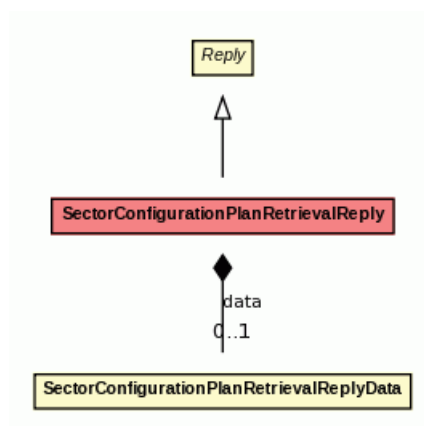 Reply
SectorConfigurationPlanRetrievalReply
data
0..1
SectorConfigurationPlanRetrievalReplyData